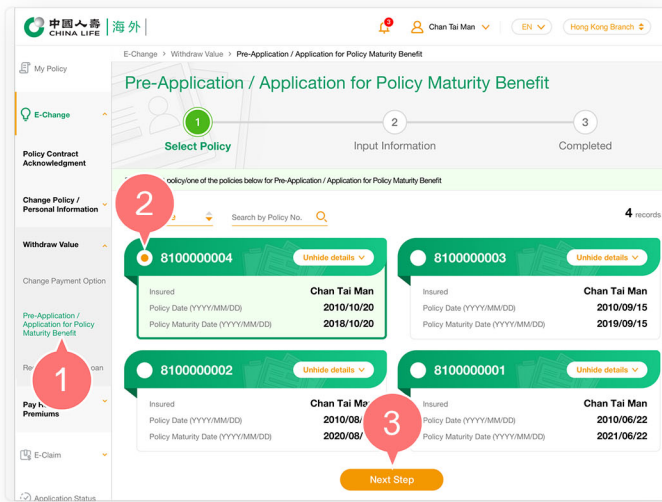 中國人壽 海外
CHINA LIFE
3
Chan Tai Man
EN
Hong Kong Branch
E-Change > Withdraw Value > Pre-Application / Application for Policy Maturity Benefit
My Policy
E-Change
Policy Contract
Acknowledgment
Change Policy /
Personal Information
Withdraw Value
Change Payment Option
Pre-Application /
Application for Policy
Maturity Benefit
1
Premiums
E-Claim
Application Status
Pre-Application / Application for Policy Maturity Benefit
1
2
3
Select Policy
Input Information
Completed
policy/one of the policies below for Pre-Application / Application for Policy Maturity Benefit
2
Search by Policy No.
4 records
8100000004
Unhide details
Insured Chan Tai Man
Policy Date (YYYY/MM/DD) 2010/10/20
Policy Maturity Date (YYYY/MM/DD) 2018/10/20
8100000003
Unhide details
Insured Chan Tai Man
Policy Date (YYYY/MM/DD) 2010/09/15
Policy Maturity Date (YYYY/MM/DD) 2019/09/15
8100000002
Unhide details
Insured Chan Tai
Policy Date (YYYY/MM/DD) 2010/08/
Policy Maturity Date (YYYY/MM/DD) 2020/08/
8100000001
Unhide details
Insured Chan Tai Man
Policy Date (YYYY/MM/DD) 2010/06/22
Policy Maturity Date (YYYY/MM/DD) 2021/06/22
3
Next Step